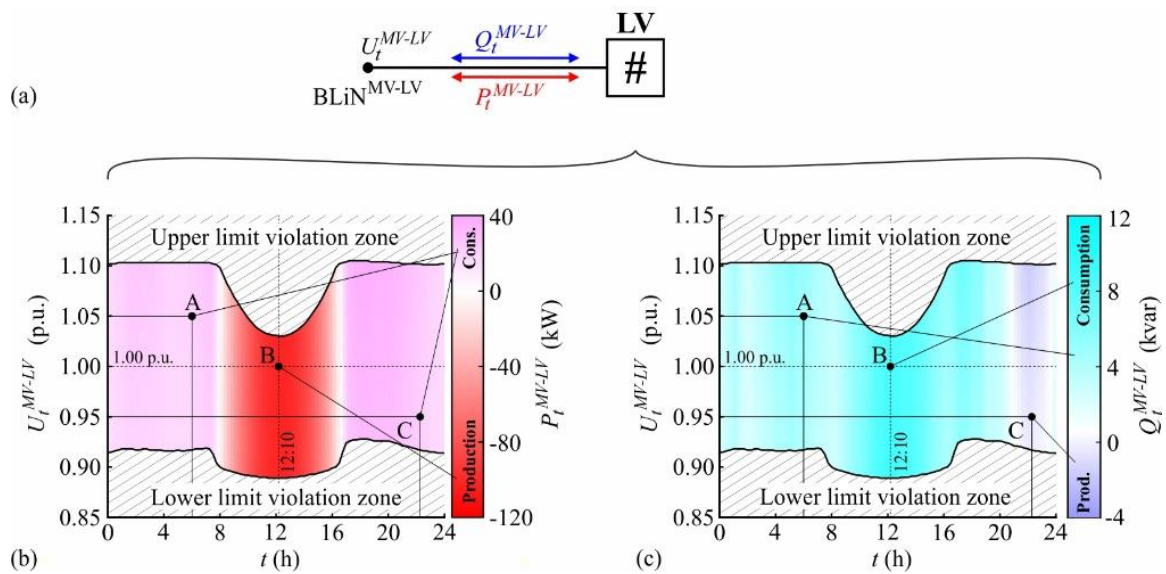 LV
U_t^{MV-LV}
Q_t^{MV-LV}
#
P_t^{MV-LV}
BLiN^{MV-LV}
(a)
1.15
1.10
1.05
1.00
0.95
0.90
0.85
U_t^{MV-LV} (p.u.)
Upper limit violation zone
A
1.00 p.u.
B
C
12:10
Lower limit violation zone
0 4 8 12 16 20 24
t (h)
40
0
-40
-80
-120
Cons.
Production
P_t^{MV-LV} (kW)
(b)
1.15
1.10
1.05
1.00
0.95
0.90
0.85
U_t^{MV-LV} (p.u.)
Upper limit violation zone
A
1.00 p.u.
B
C
12:10
Lower limit violation zone
0 4 8 12 16 20 24
t (h)
12
8
4
0
-4
Consumption
Prod.
Q_t^{MV-LV} (kvar)
(c)